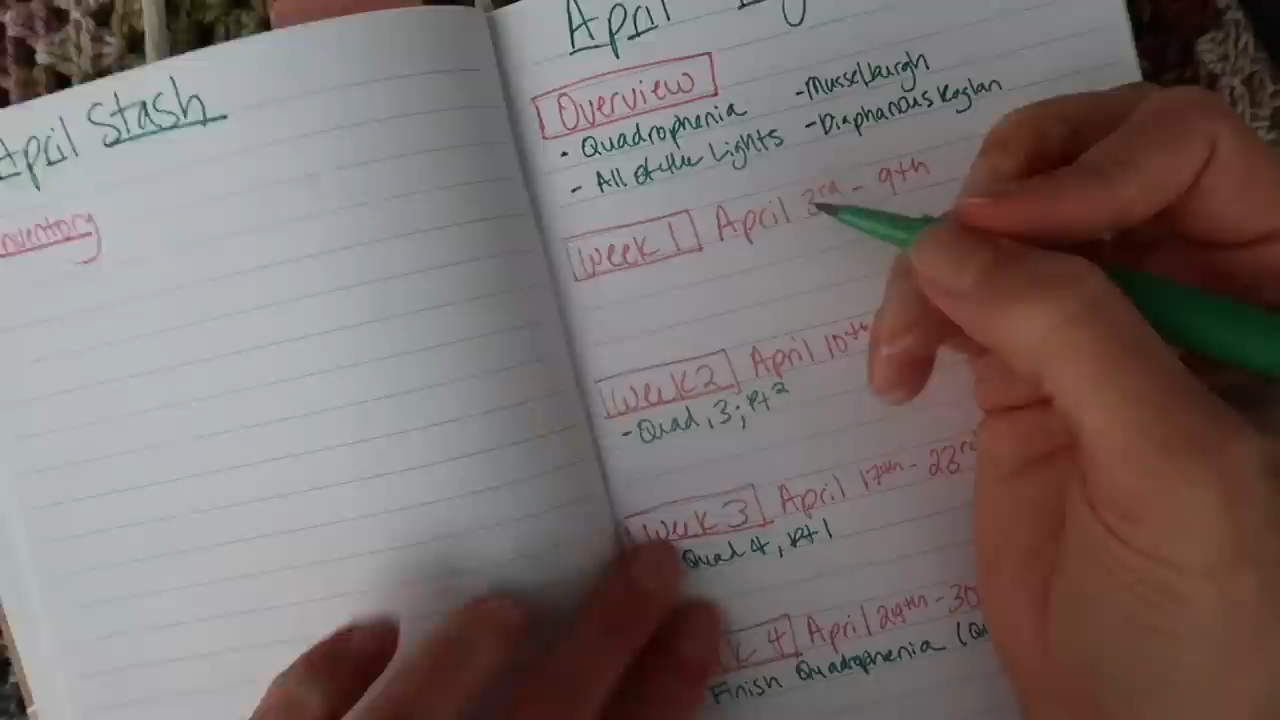 April Stash
Inventory
April
Overview
- Quadrophenia
- Musselburgh
- All of the Lights
- Diaphanous Raglan
Week 1 April 3rd - 9th
Week 2 April 10th
- Quad, 3; Pt 2
Week 3 April 17th - 23rd
Quad 4, Pt 1
k 4 April 24th - 30
Finish Quadrophenia (Qu